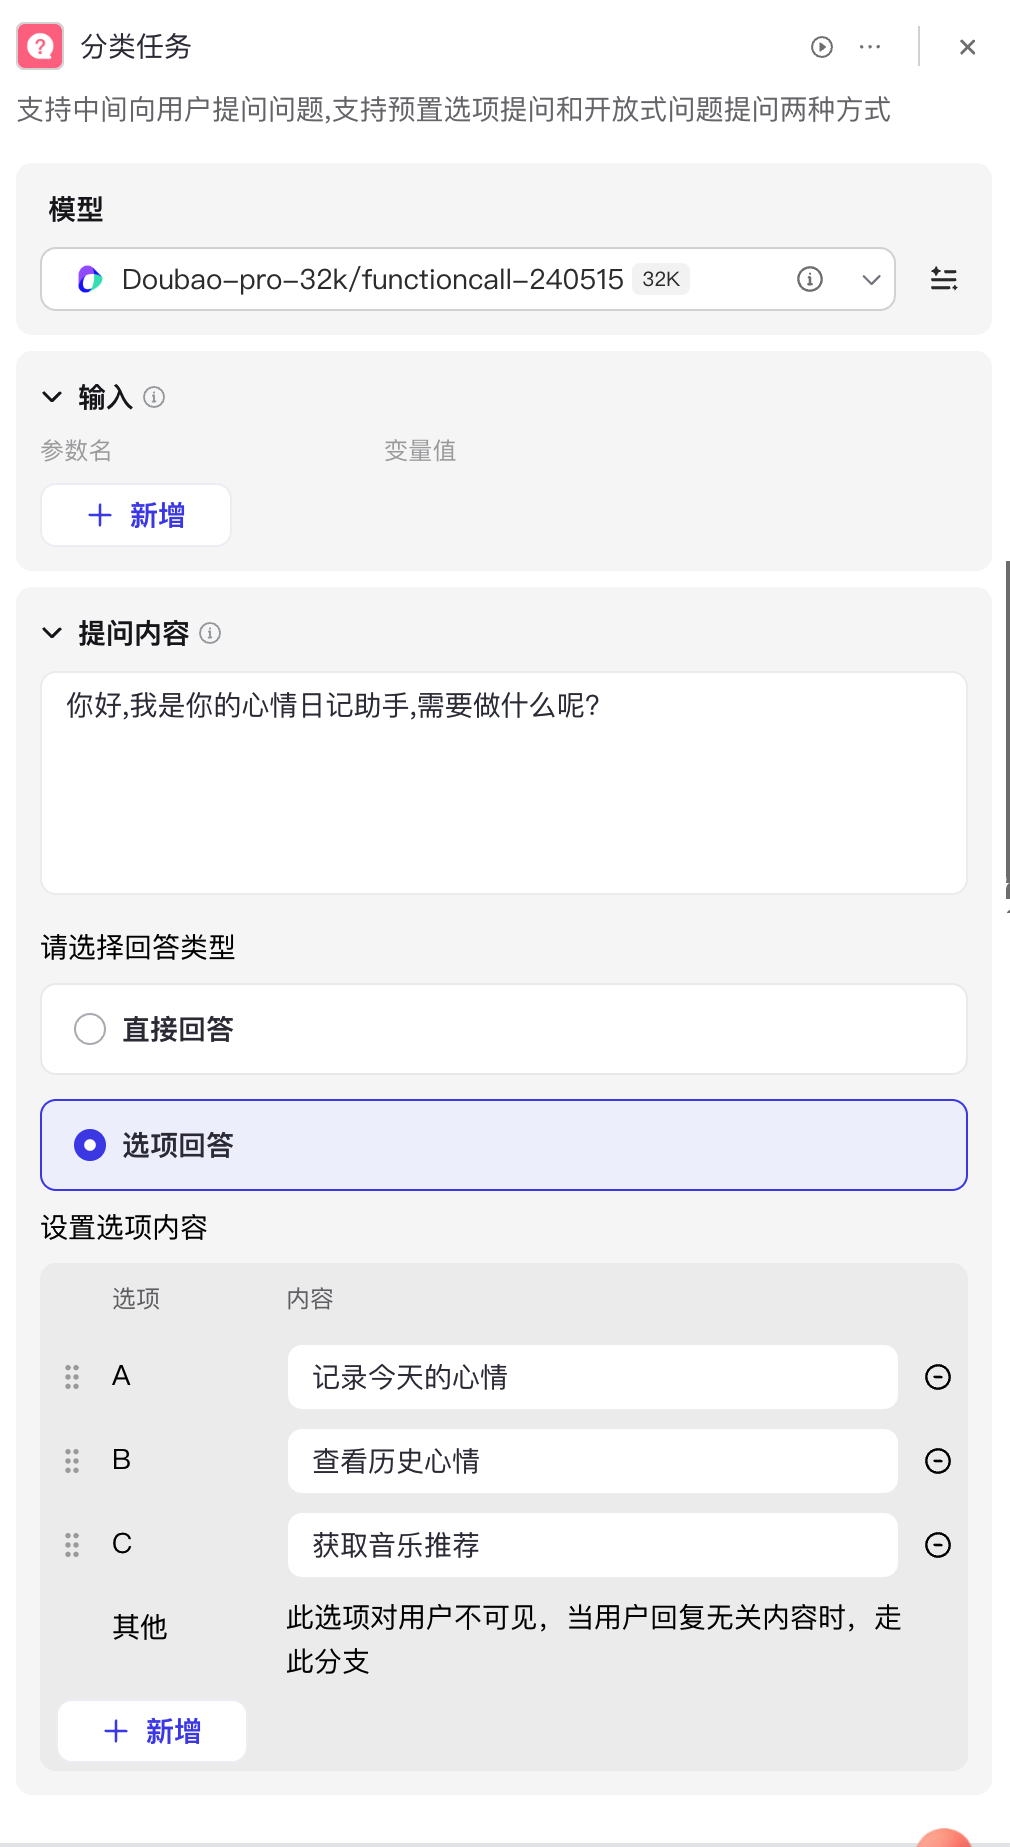 分类任务
支持中间向用户提问问题,支持预置选项提问和开放式问题提问两种方式
模型
Doubao-pro-32k/functioncall-240515 32K
输入
参数名 变量值
+ 新增
提问内容
你好,我是你的心情日记助手,需要做什么呢?
请选择回答类型
直接回答
选项回答
设置选项内容
选项 内容
A 记录今天的心情
B 查看历史心情
C 获取音乐推荐
其他 此选项对用户不可见，当用户回复无关内容时，走
此分支
+ 新增